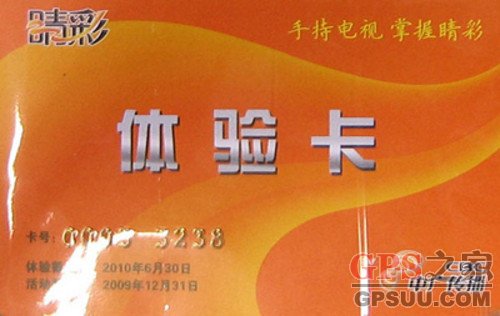 睛彩
手持电视 掌握睛彩
体验卡
卡号: 0093 3238
体验 2010年6月30日
活动 2009年12月31日
GPS之家
中广传播
GPSUU.COM